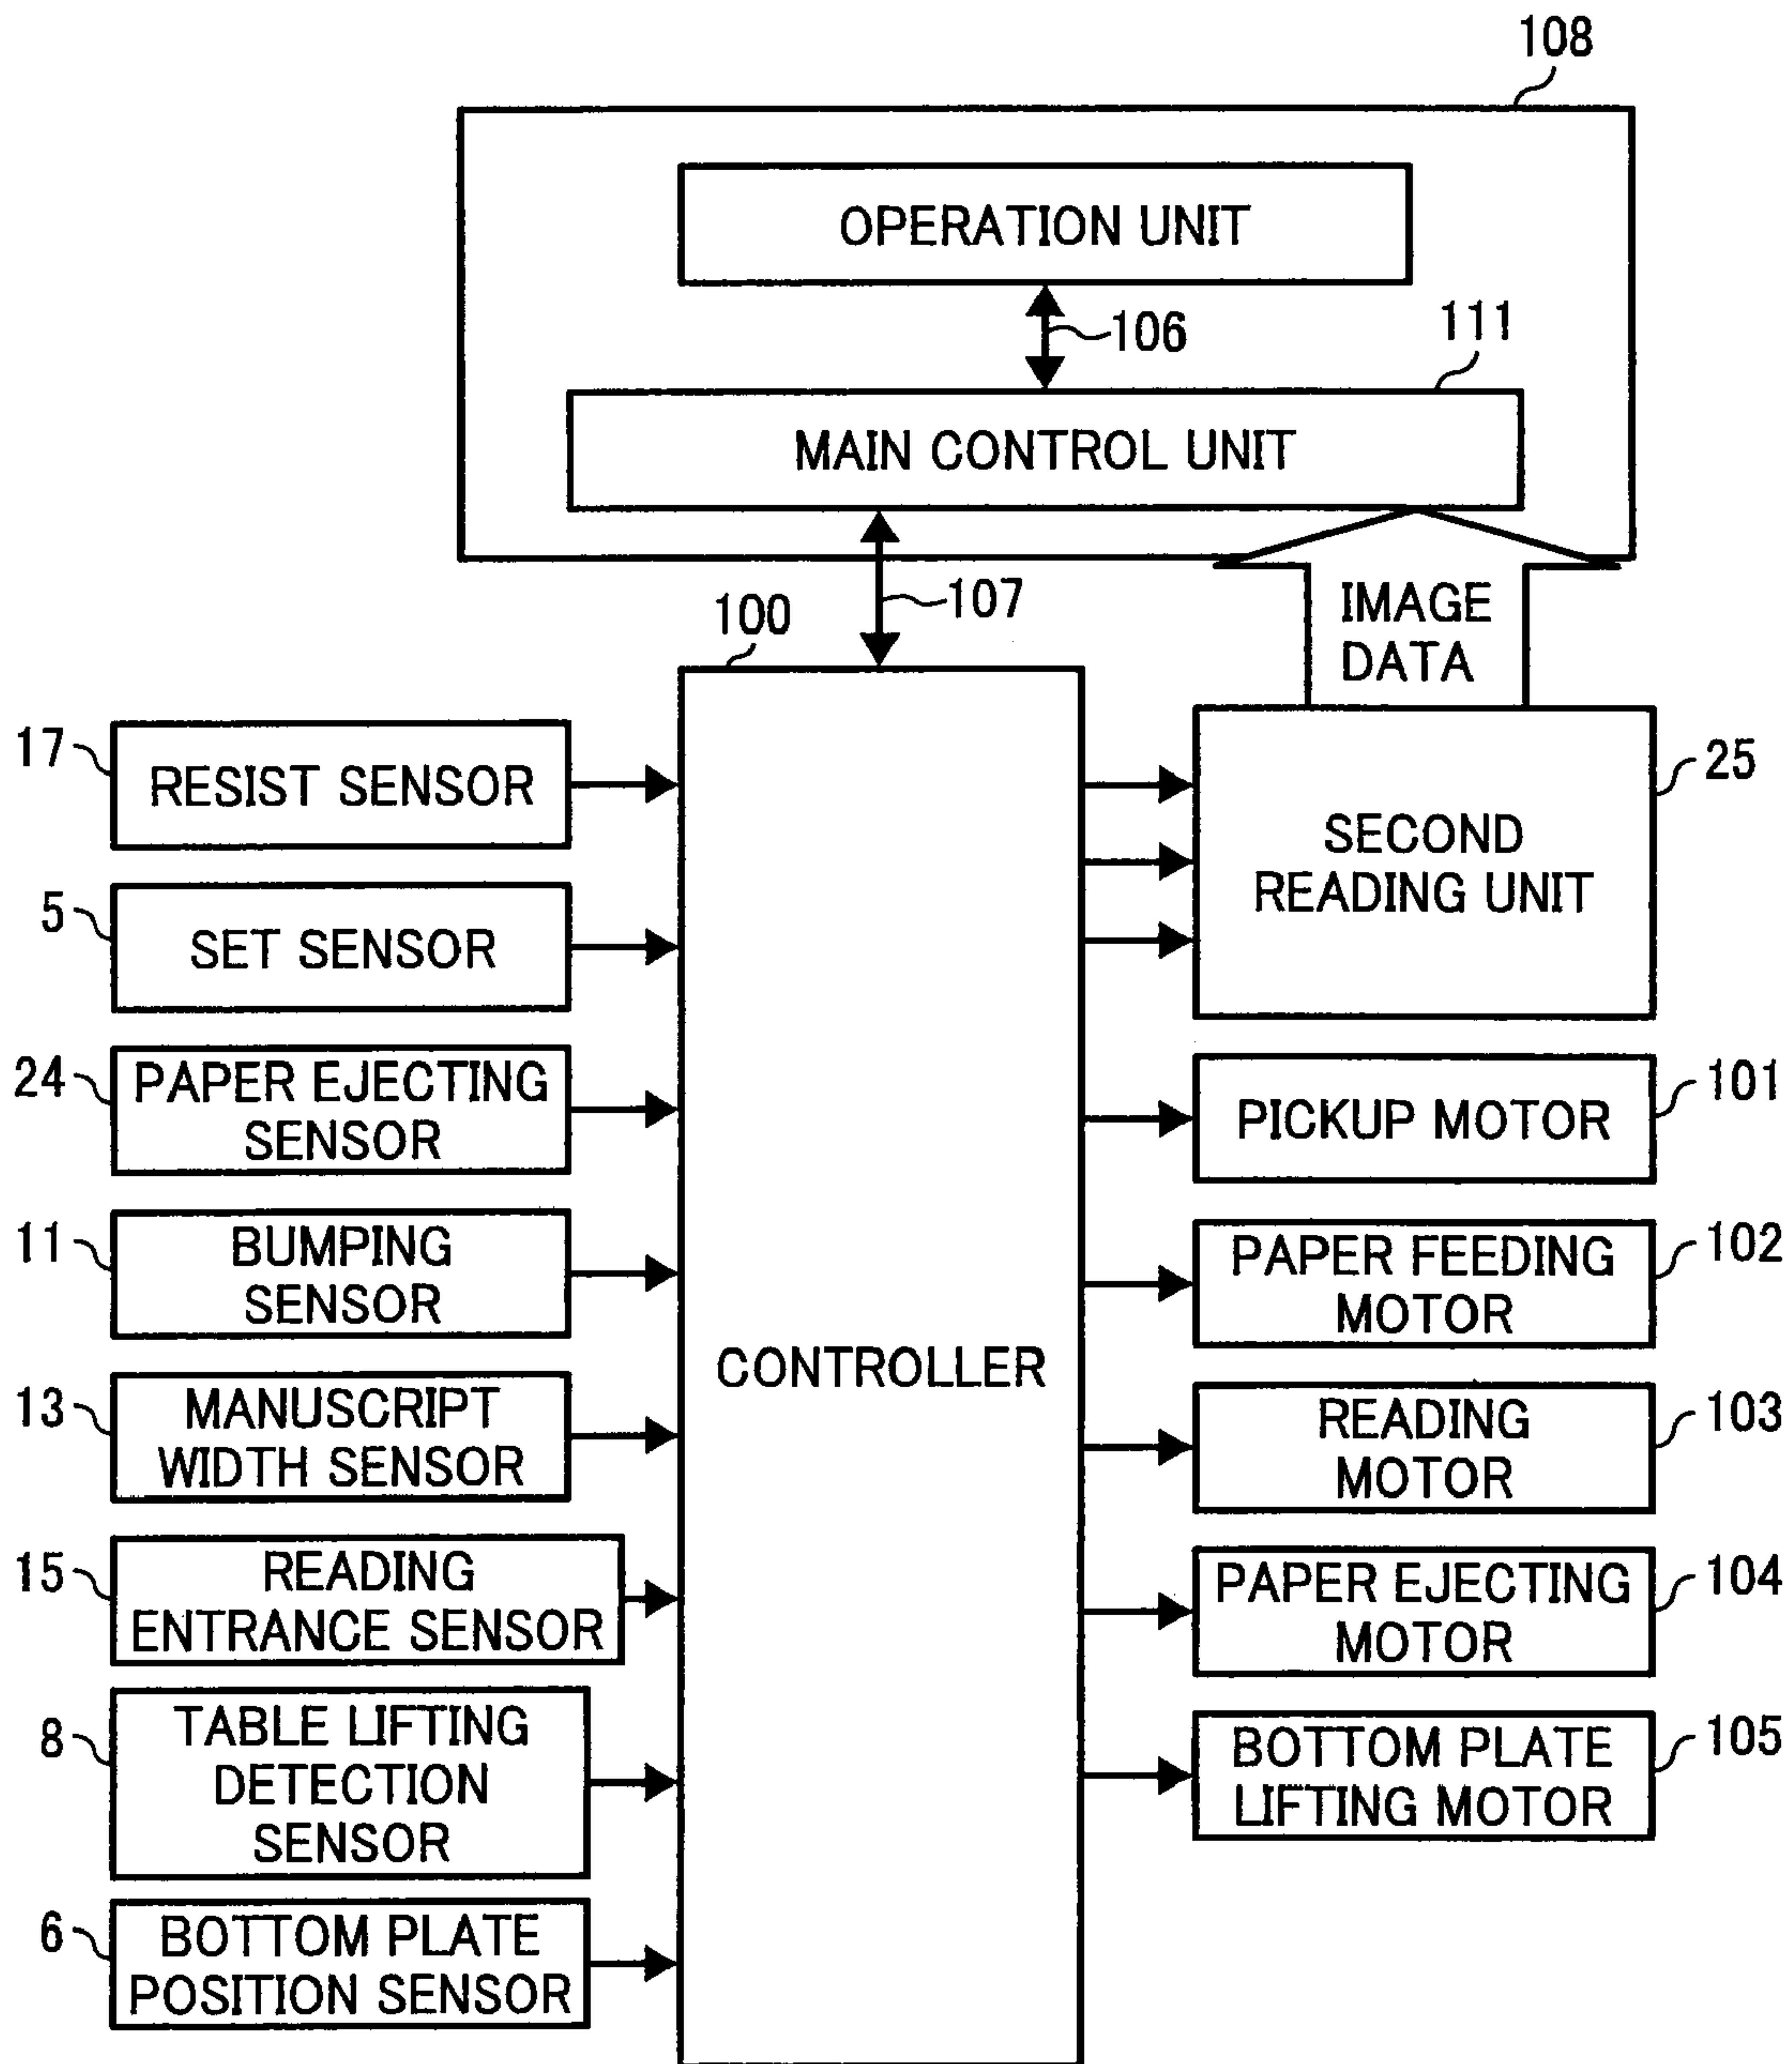 108
OPERATION UNIT
106
111
MAIN CONTROL UNIT
107
IMAGE
DATA
100
CONTROLLER
17
RESIST SENSOR
5
SET SENSOR
24
PAPER EJECTING
SENSOR
11
BUMPING
SENSOR
13
MANUSCRIPT
WIDTH SENSOR
15
READING
ENTRANCE SENSOR
8
TABLE LIFTING
DETECTION
SENSOR
6
BOTTOM PLATE
POSITION SENSOR
25
SECOND
READING UNIT
101
PICKUP MOTOR
102
PAPER FEEDING
MOTOR
103
READING
MOTOR
104
PAPER EJECTING
MOTOR
105
BOTTOM PLATE
LIFTING MOTOR